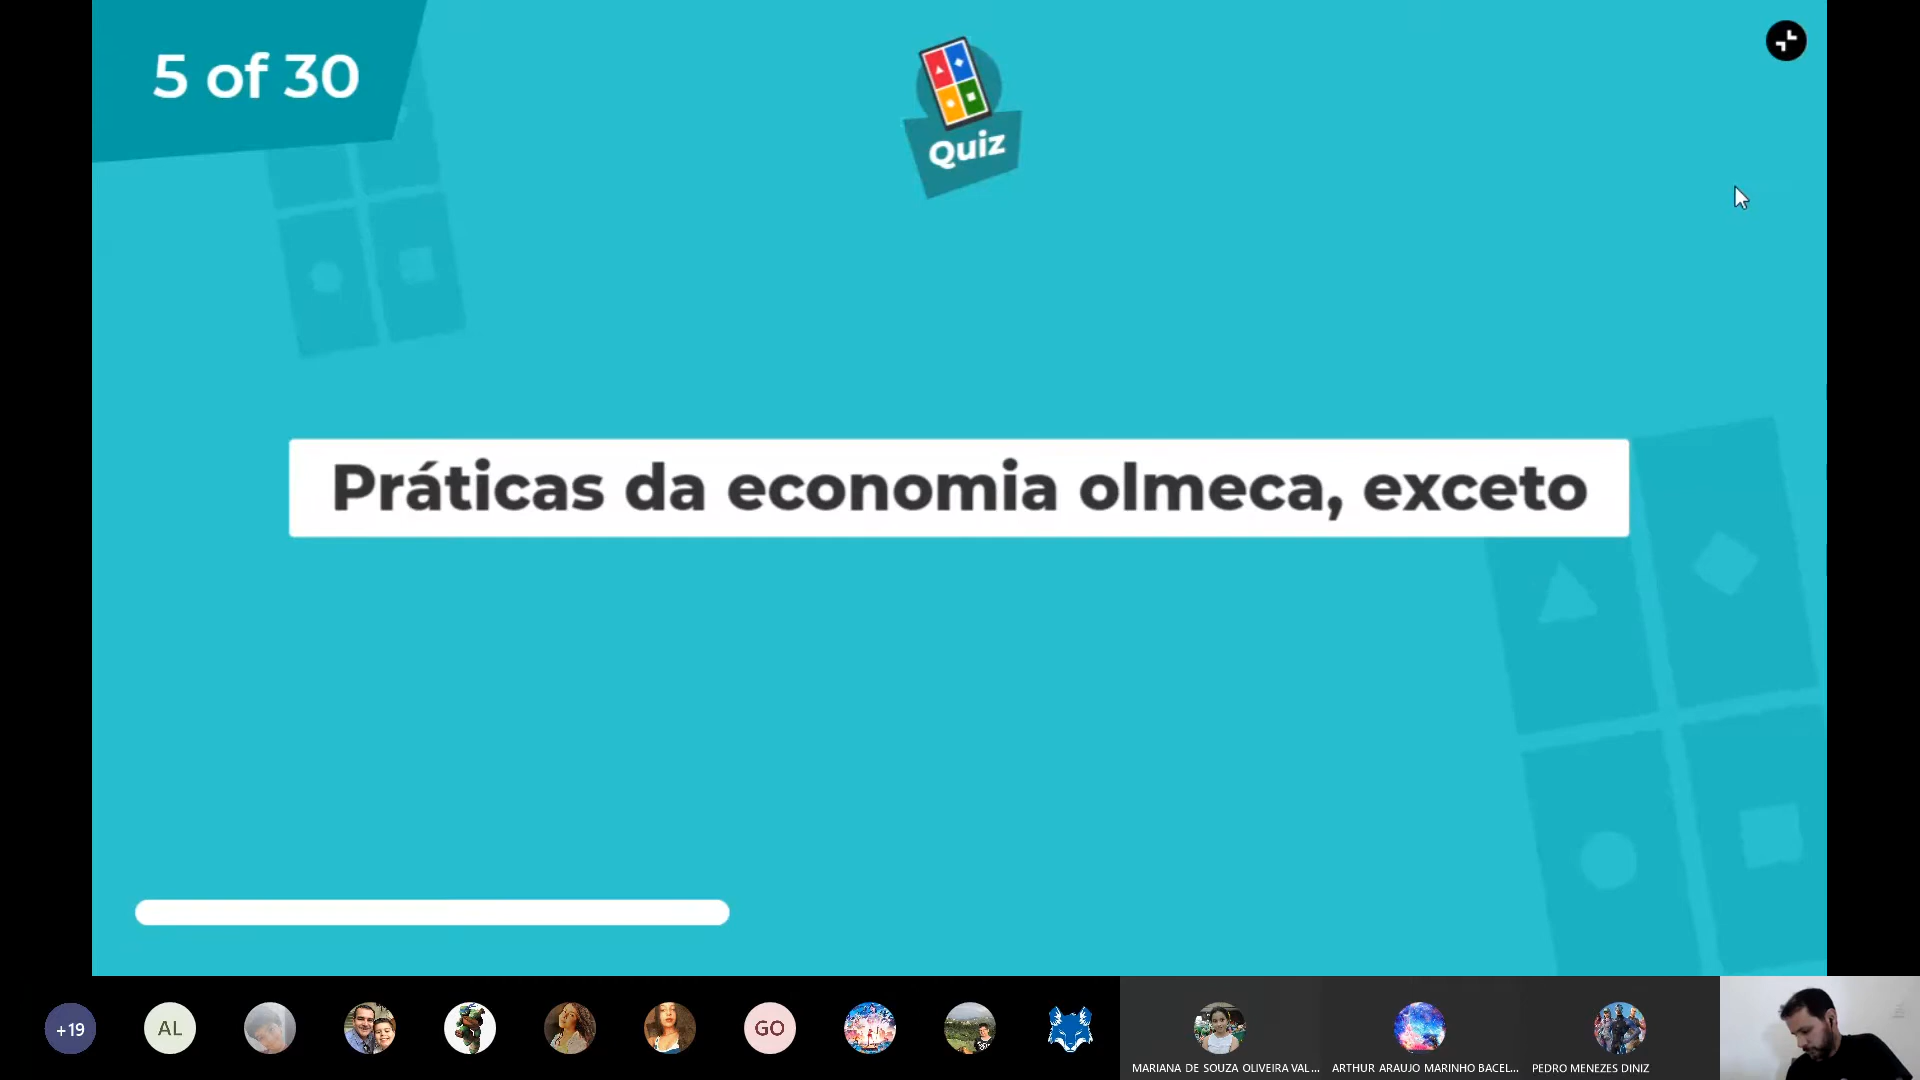 5 of 30
Quiz
Práticas da economia olmeca, exceto
+19
AL
GO
MARIANA DE SOUZA OLIVEIRA VAL...
ARTHUR ARAUJO MARINHO BACEL...
PEDRO MENEZES DINIZ